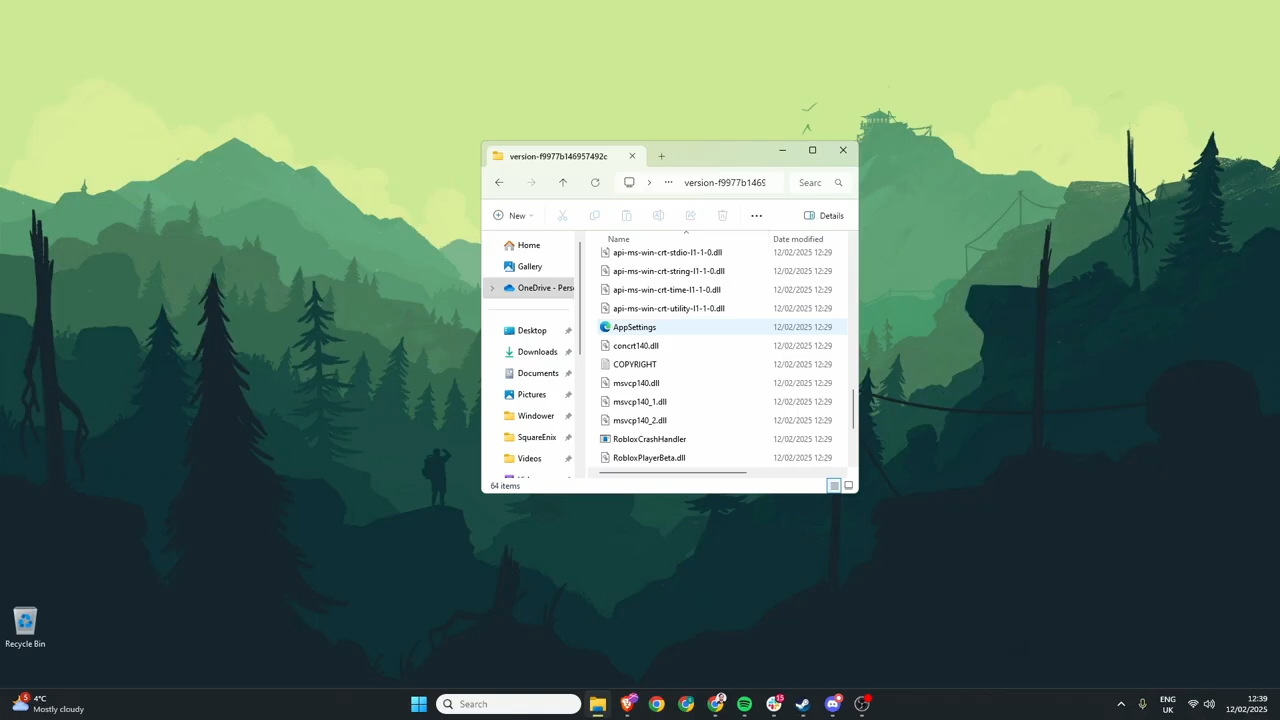 version-f9977b146957492c
version-f9977b1469
Searc
New
Details
Name
Date modified
Home
Gallery
OneDrive - Pers
Desktop
Downloads
Documents
Pictures
Windower
SquareEnix
Videos
api-ms-win-crt-stdio-l1-1-0.dll 12/02/2025 12:29
api-ms-win-crt-string-l1-1-0.dll 12/02/2025 12:29
api-ms-win-crt-time-l1-1-0.dll 12/02/2025 12:29
api-ms-win-crt-utility-l1-1-0.dll 12/02/2025 12:29
AppSettings 12/02/2025 12:29
concrt140.dll 12/02/2025 12:29
COPYRIGHT 12/02/2025 12:29
msvcp140.dll 12/02/2025 12:29
msvcp140_1.dll 12/02/2025 12:29
msvcp140_2.dll 12/02/2025 12:29
RobloxCrashHandler 12/02/2025 12:29
RobloxPlayerBeta.dll 12/02/2025 12:29
64 items
Recycle Bin
5
4°C
Mostly cloudy
Search
15
ENG
UK
12:39
12/02/2025